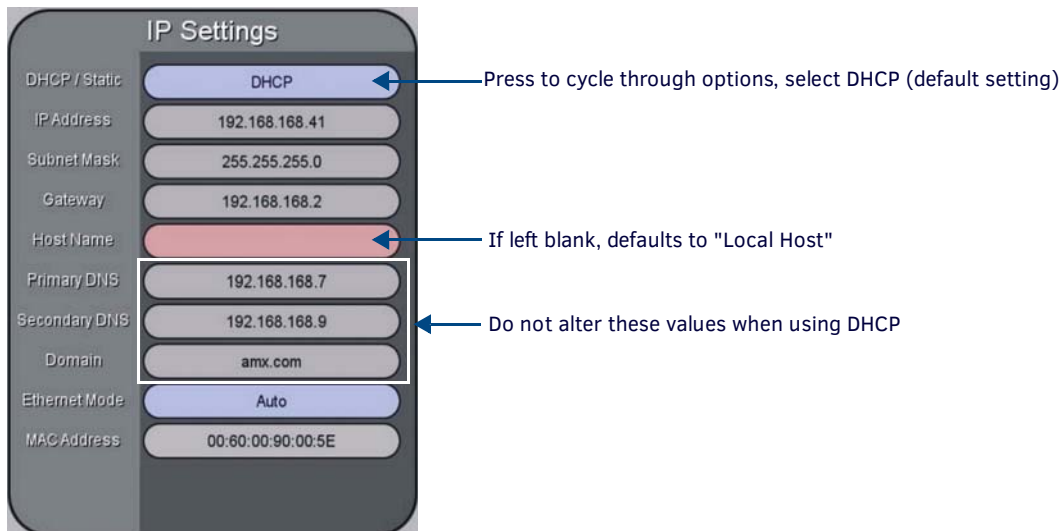 IP Settings
DHCP / Static DHCP Press to cycle through options, select DHCP (default setting)
IP Address 192.168.168.41
Subnet Mask 255.255.255.0
Gateway 192.168.168.2
Host Name If left blank, defaults to "Local Host"
Primary DNS 192.168.168.7
Secondary DNS 192.168.168.9 Do not alter these values when using DHCP
Domain amx.com
Ethernet Mode Auto
MAC Address 00:60:00:90:00:5E